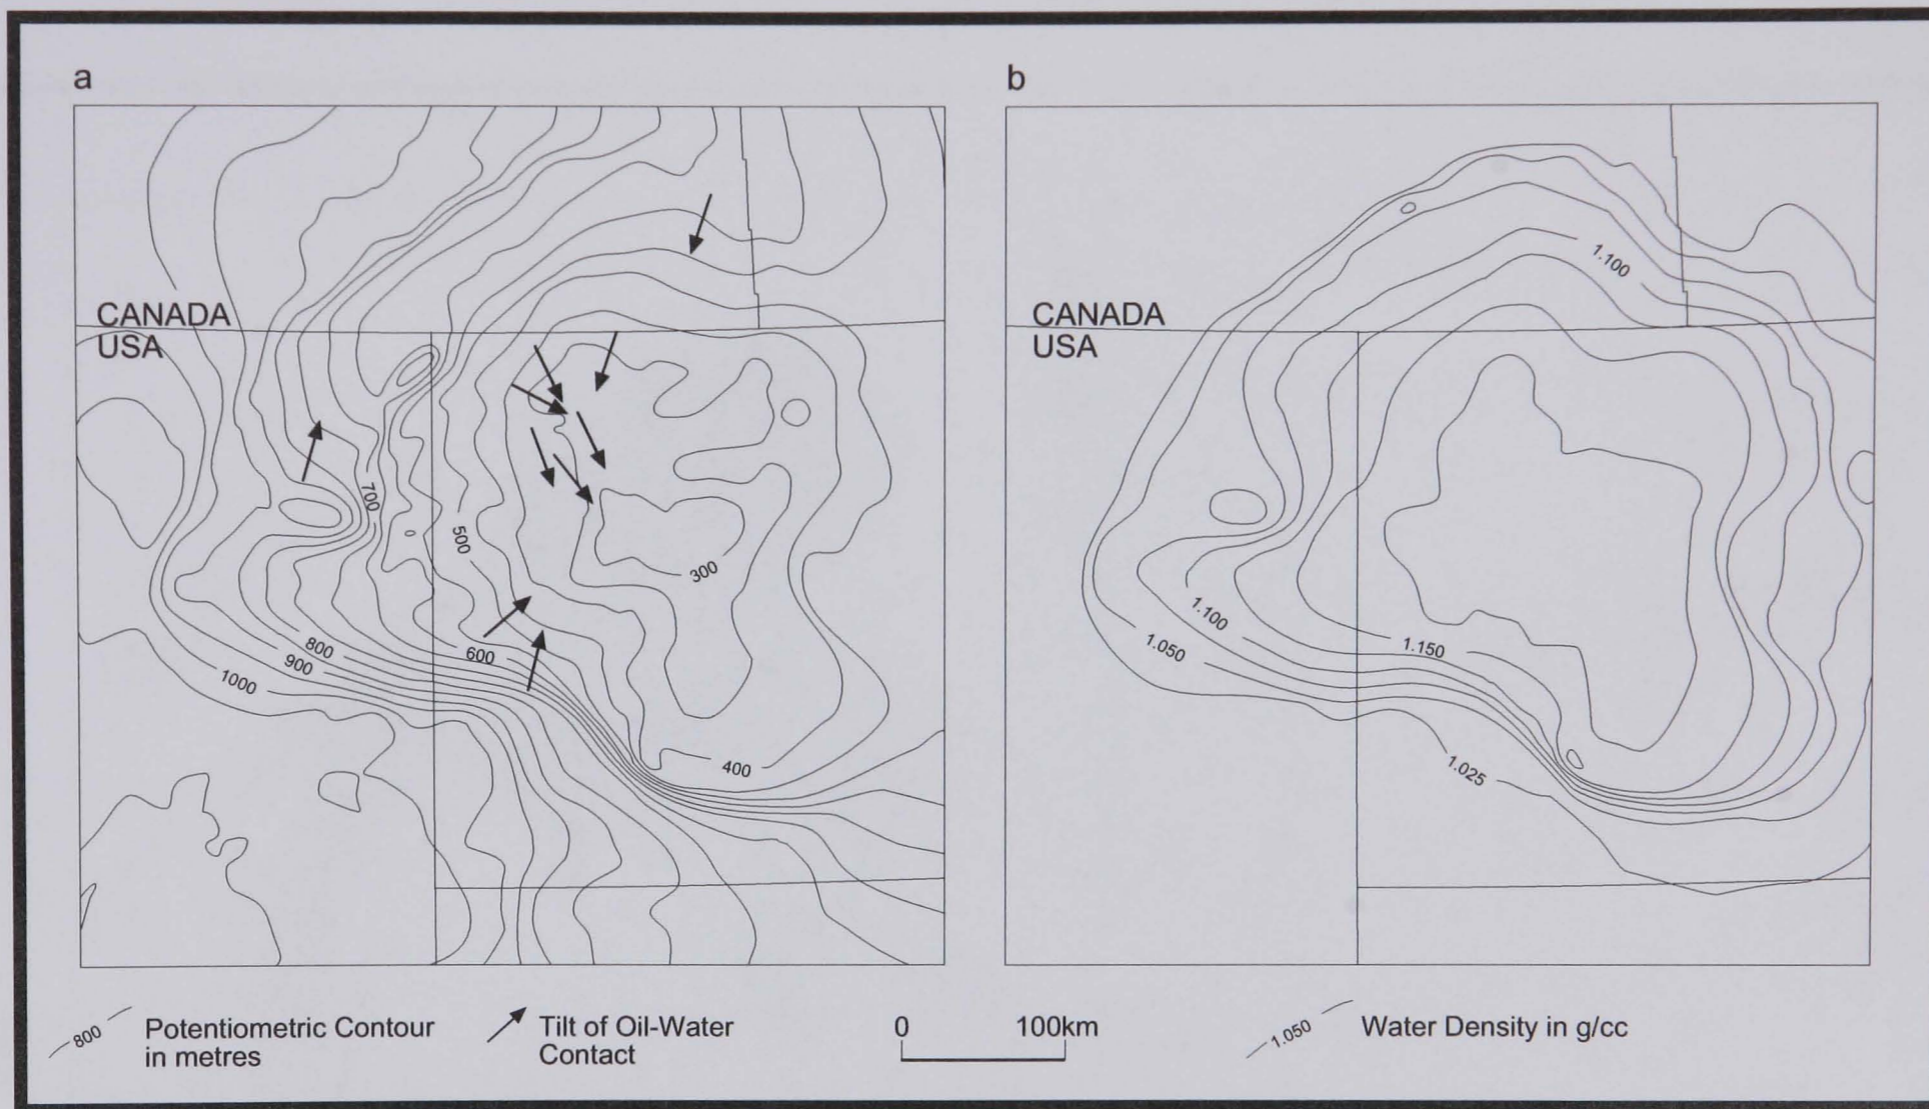 a
b
CANADA
USA
700
500
300
800
600
900
1000
400
CANADA
USA
1.100
1.100
1.050
1.150
1.025
800
Potentiometric Contour
in metres
Tilt of Oil-Water
Contact
0 100km
1.050
Water Density in g/cc